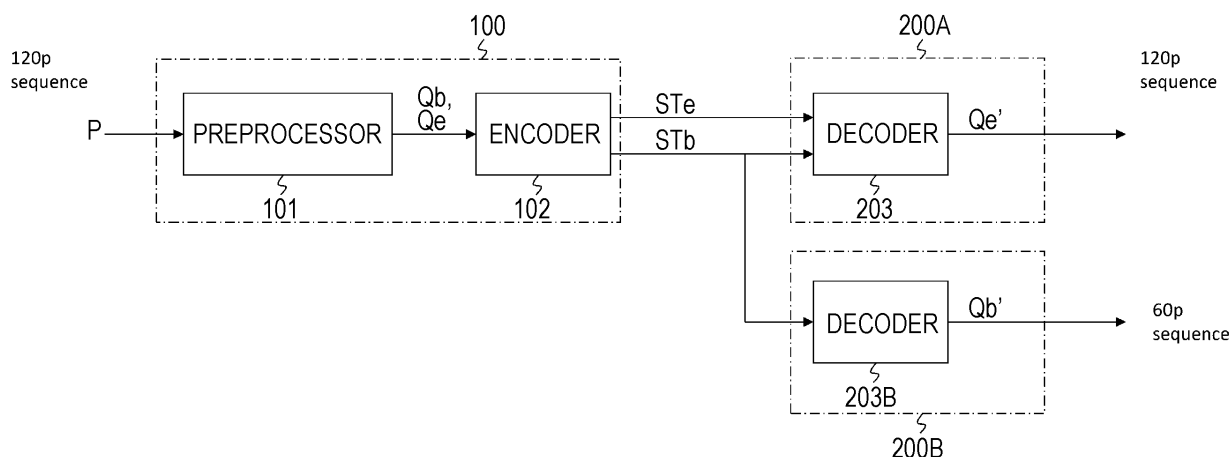 100
200A
120p
sequence
P
PREPROCESSOR
101
Qb,
Qe
ENCODER
102
STe
STb
DECODER
203
Qe’
120p
sequence
DECODER
203B
Qb’
60p
sequence
200B